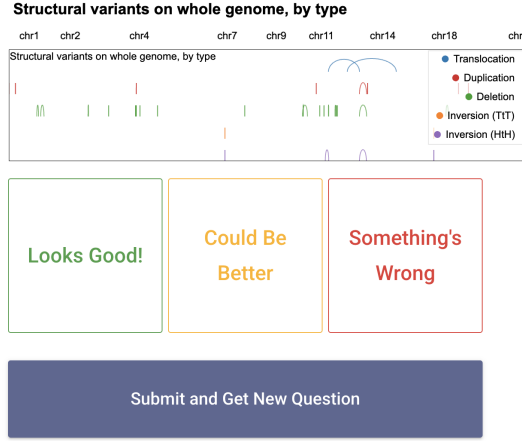 Structural variants on whole genome, by type
chr1 chr2 chr4 chr7 chr9 chr11 chr14 chr18 chr
Structural variants on whole genome, by type
Translocation
Duplication
Deletion
Inversion (TtT)
Inversion (HtH)
Looks Good!
Could Be
Better
Something's
Wrong
Submit and Get New Question